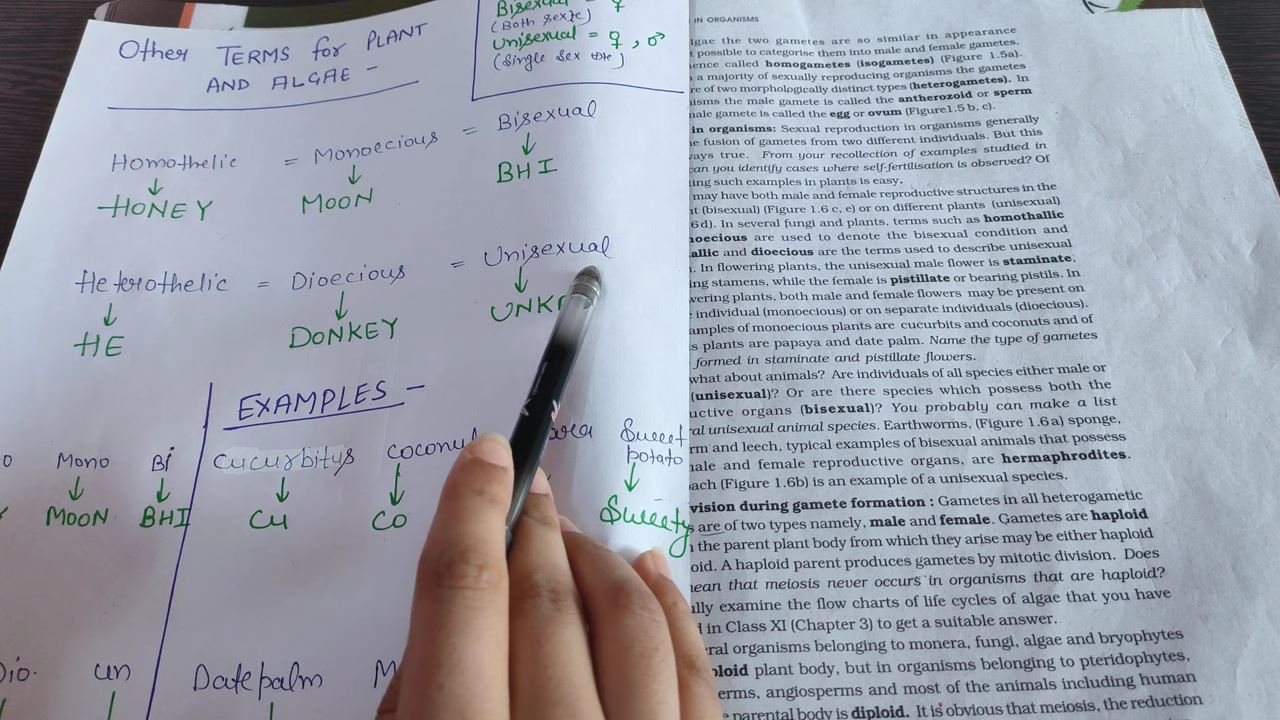 Other TERMS for PLANT
AND ALGAE -
Bisexual = ♀
(Both sexze)
Unisexual = ♀, ♂
(Single Sex
Homothelic = Monoecious = Bisexual
HONEY MOON BHI
Heterothelic = Dioecious = Unisexual
HE DONKEY
EXAMPLES -
Mono Bi Cucurbitys Sweet
potato
MOON BHI CU CO Sweety
Dio. un Datepalm
IN ORGANISMS
lgae the two gametes are so similar in appearance
possible to categorise them into male and female gametes,
ence called homogametes (isogametes) (Figure 1.5a).
a majority of sexually reproducing organisms the gametes
re of two morphologically distinct types (heterogametes). In
isms the male gamete is called the antherozoid or sperm
ale gamete is called the egg or ovum (Figure1.5 b, c).
in organisms: Sexual reproduction in organisms generally
e fusion of gametes from two different individuals. But this
ays true. From your recollection of examples studied in
can you identify cases where self-fertilisation is observed? Of
ing such examples in plants is easy.
may have both male and female reproductive structures in the
nt (bisexual) (Figure 1.6 c, e) or on different plants (unisexual)
6d). In several fungi and plants, terms such as homothallic
noecious are used to denote the bisexual condition and
allic and dioecious are the terms used to describe unisexual
. In flowering plants, the unisexual male flower is staminate,
ing stamens, while the female is pistillate or bearing pistils. In
vering plants, both male and female flowers may be present on
individual (monoecious) or on separate individuals (dioecious).
amples of monoecious plants are cucurbits and coconuts and of
s plants are papaya and date palm. Name the type of gametes
formed in staminate and pistillate flowers.
what about animals? Are individuals of all species either male or
(unisexual)? Or are there species which possess both the
uctive organs (bisexual)? You probably can make a list
ral unisexual animal species. Earthworms, (Figure 1.6a) sponge,
rm and leech, typical examples of bisexual animals that possess
nale and female reproductive organs, are hermaphrodites.
ach (Figure 1.6b) is an example of a unisexual species.
vision during gamete formation : Gametes in all heterogametic
s are of two types namely, male and female. Gametes are haploid
the parent plant body from which they arise may be either haploid
oid. A haploid parent produces gametes by mitotic division. Does
ean that meiosis never occurs in organisms that are haploid?
lly examine the flow charts of life cycles of algae that you have
d in Class XI (Chapter 3) to get a suitable answer.
ral organisms belonging to monera, fungi, algae and bryophytes
ploid plant body, but in organisms belonging to pteridophytes,
erms, angiosperms and most of the animals including human
parental body is diploid. It is obvious that meiosis, the reduction